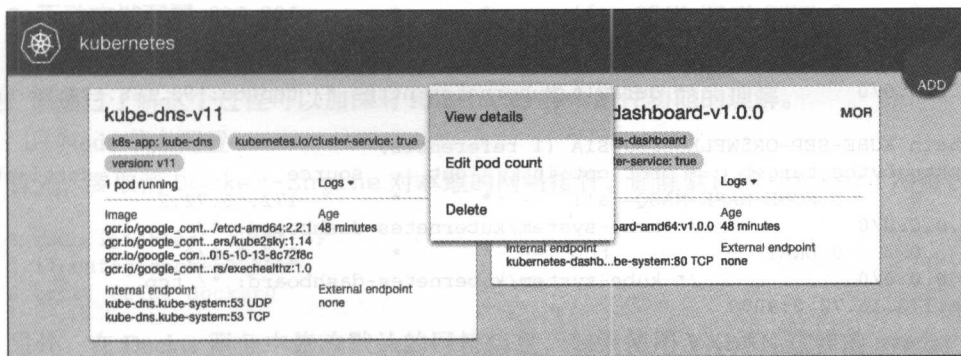 kubernetes
ADD
kube-dns-v11
k8s-app: kube-dns kubernetes.io/cluster-service: true
version: v11
1 pod running Logs
Image Age
gcr.io/google_cont.../etcd-amd64:2.2.1 48 minutes
gcr.io/google_cont...ers/kube2sky:1.14
gcr.io/google_con...015-10-13-8c72f8c
gcr.io/google_cont...rs/exechealthz:1.0
Internal endpoint External endpoint
kube-dns.kube-system:53 UDP none
kube-dns.kube-system:53 TCP
View details
Edit pod count
Delete
dashboard-v1.0.0 MOR
es-dashboard
ter-service: true
Logs
Age
oard-amd64:v1.0.0 48 minutes
Internal endpoint External endpoint
kubernetes-dashb...be-system:80 TCP none